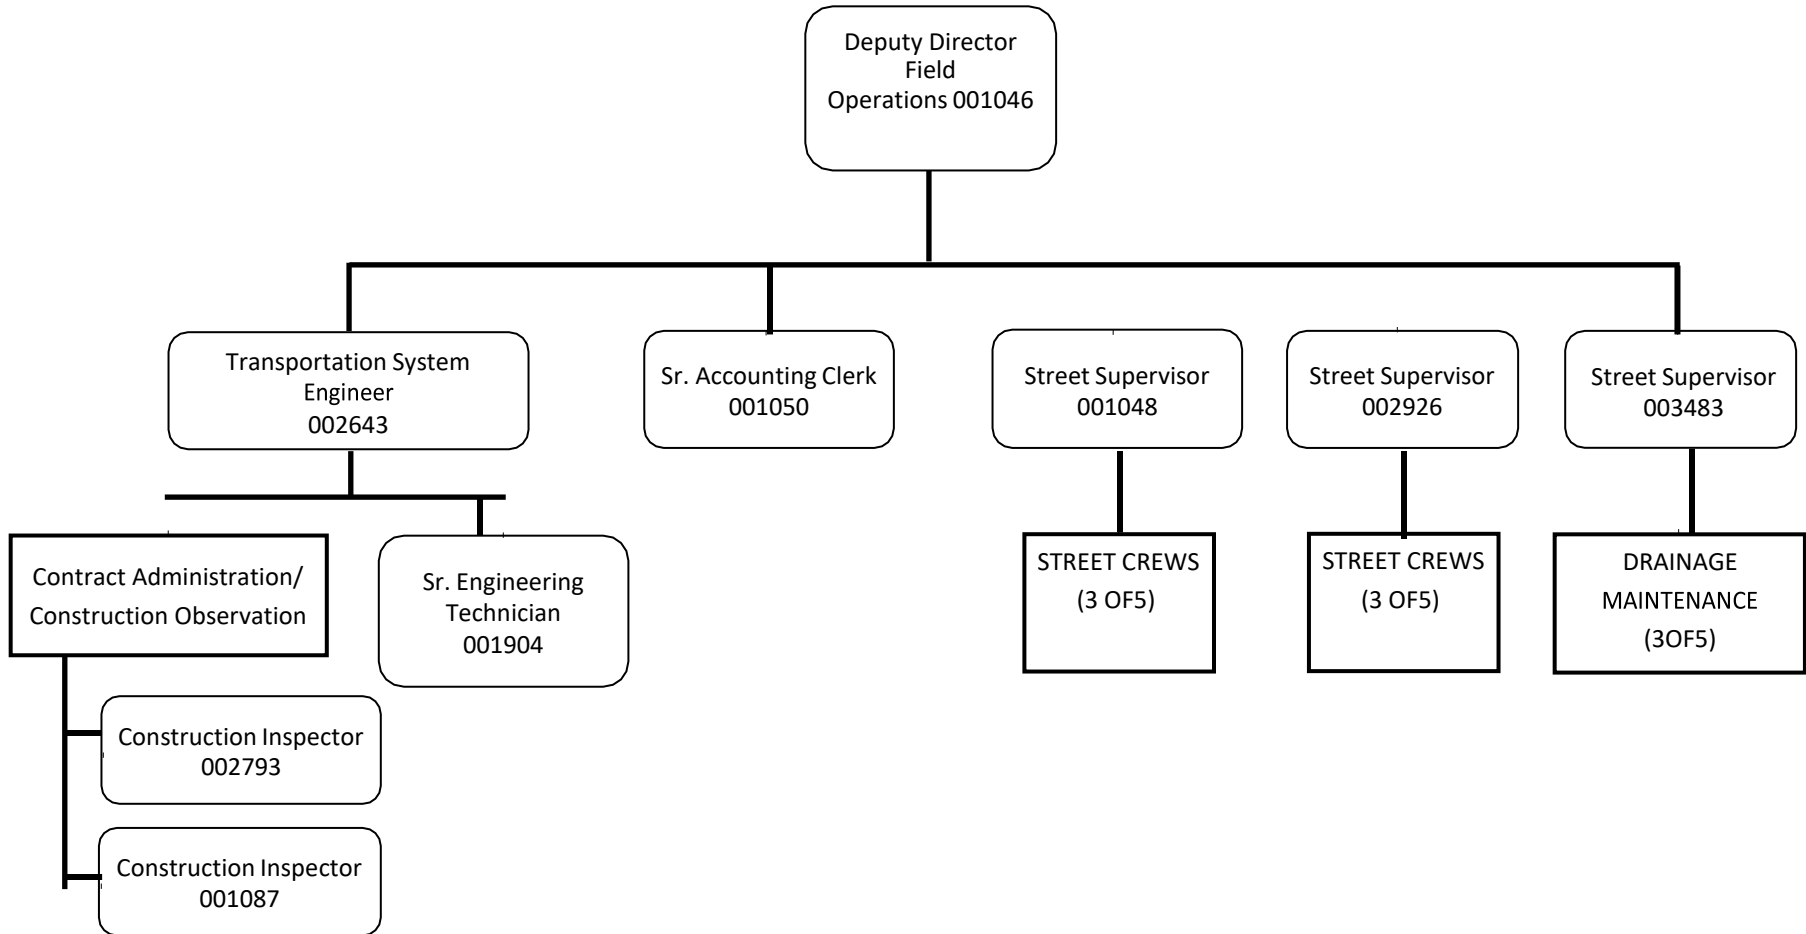 Deputy Director
Field
Operations 001046
Transportation System
Engineer
002643
Sr. Accounting Clerk
001050
Street Supervisor
001048
Street Supervisor
002926
Street Supervisor
003483
Contract Administration/
Construction Observation
Sr. Engineering
Technician
001904
STREET CREWS
(3 OF5)
STREET CREWS
(3 OF5)
DRAINAGE
MAINTENANCE
(3OF5)
Construction Inspector
002793
Construction Inspector
001087